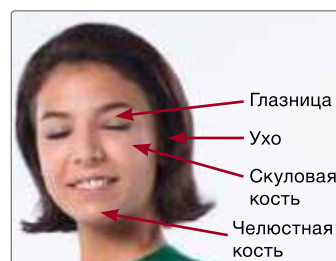 Глазница
Ухо
Скуловая
кость
Челюстная
кость